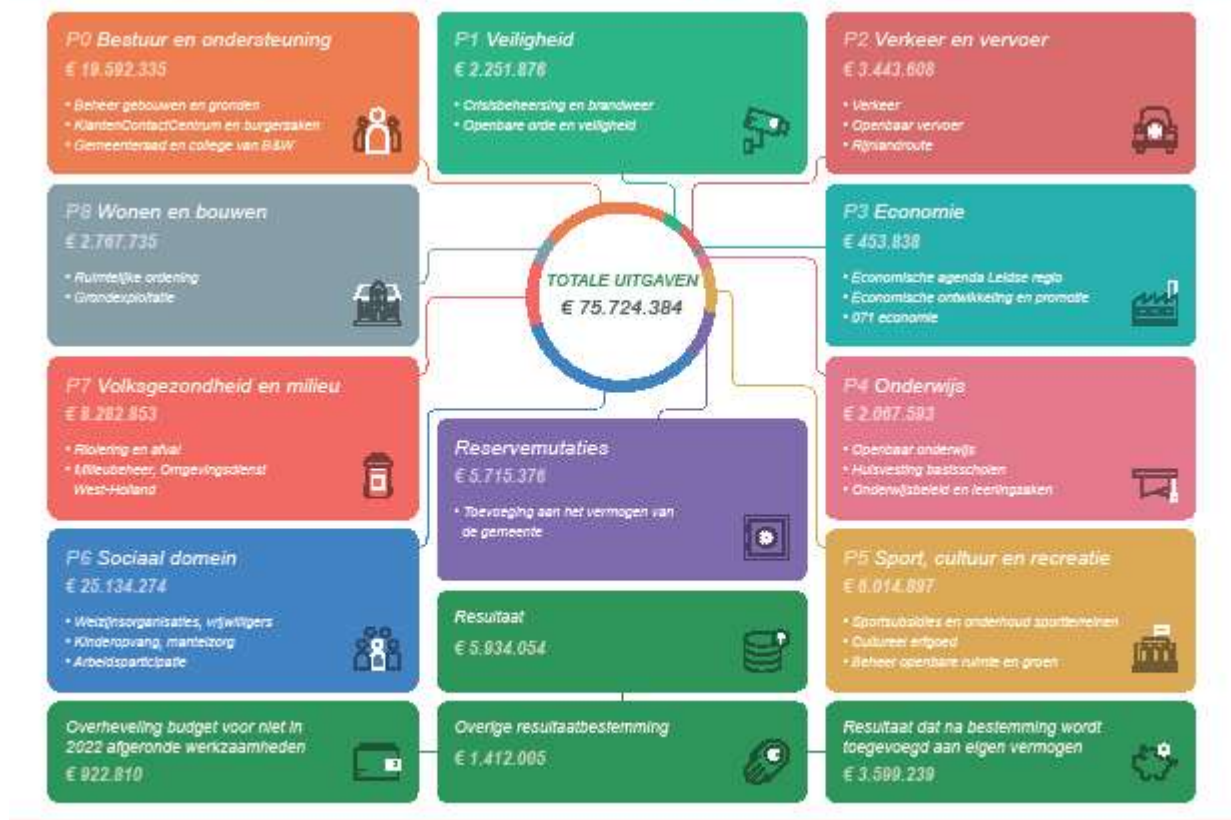 P0 Bestuur en ondersteuning
€ 19.592.335
• Beheer gebouwen en gronden
• KlantenContactCentrum en burgerzaken
• Gemeenteraad en college van B&W
P1 Veiligheid
€ 2.251.876
• Crisisbeheersing en brandweer
• Openbare orde en veiligheid
P2 Verkeer en vervoer
€ 3.443.608
• Verkeer
• Openbaar vervoer
• Rijnlandroute
P8 Wonen en bouwen
€ 2.767.735
• Ruimtelijke ordening
• Grondexploitatie
TOTALE UITGAVEN
€ 75.724.384
P3 Economie
€ 453.838
• Economische agenda Leidse regio
• Economische ontwikkeling en promotie
• 071 economie
P7 Volksgezondheid en milieu
€ 8.282.853
• Riolering en afval
• Milieubeheer, Omgevingsdienst
West-Holland
Reservemutaties
€ 5.715.376
• Toevoeging aan het vermogen van
de gemeente
P4 Onderwijs
€ 2.067.593
• Openbaar onderwijs
• Huisvesting basisscholen
• Onderwijsbeleid en leerlingzaken
P6 Sociaal domein
€ 25.134.274
• Welzijnsorganisaties, vrijwilligers
• Kinderopvang, mantelzorg
• Arbeidsparticipatie
Resultaat
€ 5.934.054
P5 Sport, cultuur en recreatie
€ 6.014.897
• Sportsubsidies en onderhoud sportterreinen
• Cultureel erfgoed
• Beheer openbare ruimte en groen
Overheveling budget voor niet in
2022 afgeronde werkzaamheden
€ 922.810
Overige resultaatbestemming
€ 1.412.005
Resultaat dat na bestemming wordt
toegevoegd aan eigen vermogen
€ 3.599.239